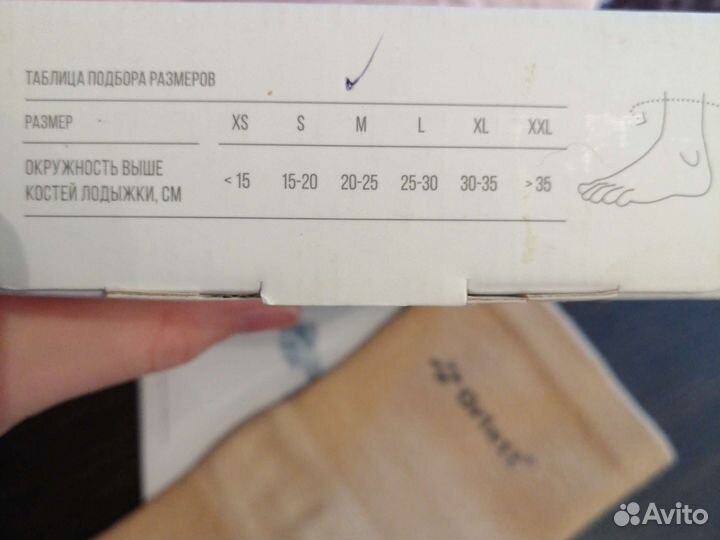 ТАБЛИЦА ПОДБОРА РАЗМЕРОВ
РАЗМЕР XS S M L XL XXL
ОКРУЖНОСТЬ ВЫШЕ
КОСТЕЙ ЛОДЫЖКИ, СМ < 15 15-20 20-25 25-30 30-35 > 35
Orlett
Avito